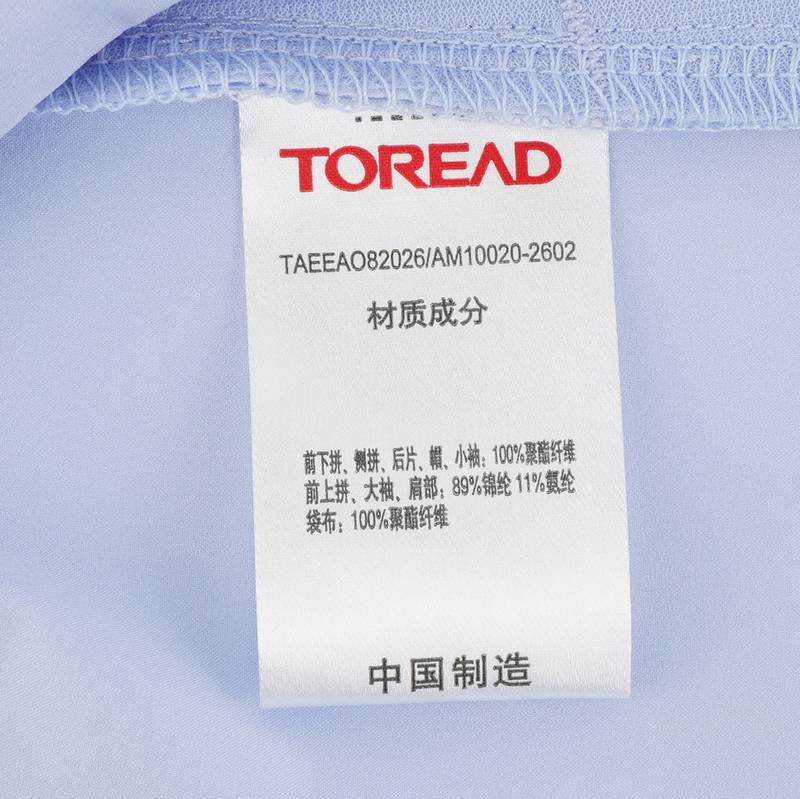 TOREAD
TAEEAO82026/AM10020-2602
材质成分
前下拼、侧拼、后片、帽、小袖：100%聚酯纤维
前上拼、大袖、肩部：89%锦纶 11%氨纶
袋布：100%聚酯纤维
中国制造